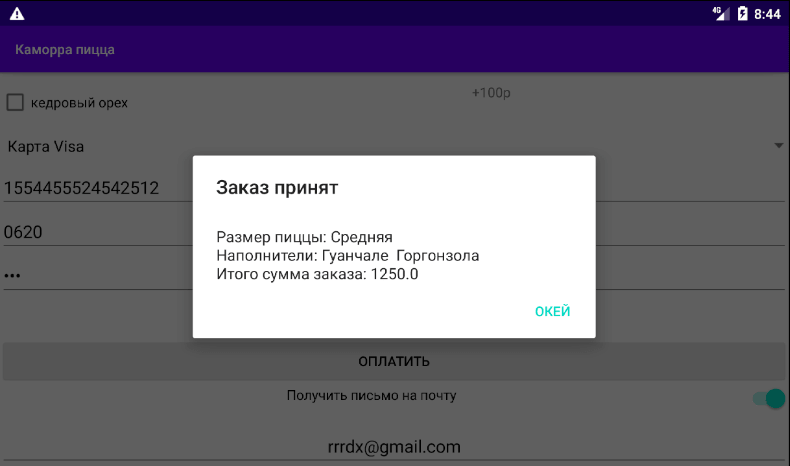 4G 8:44
Каморра пицца
кедровый орех +100р
Карта Visa
1554455524542512
0620
•••
Заказ принят
Размер пиццы: Средняя
Наполнители: Гуанчале Горгонзола
Итого сумма заказа: 1250.0
ОКЕЙ
ОПЛАТИТЬ
Получить письмо на почту
rrrdx@gmail.com